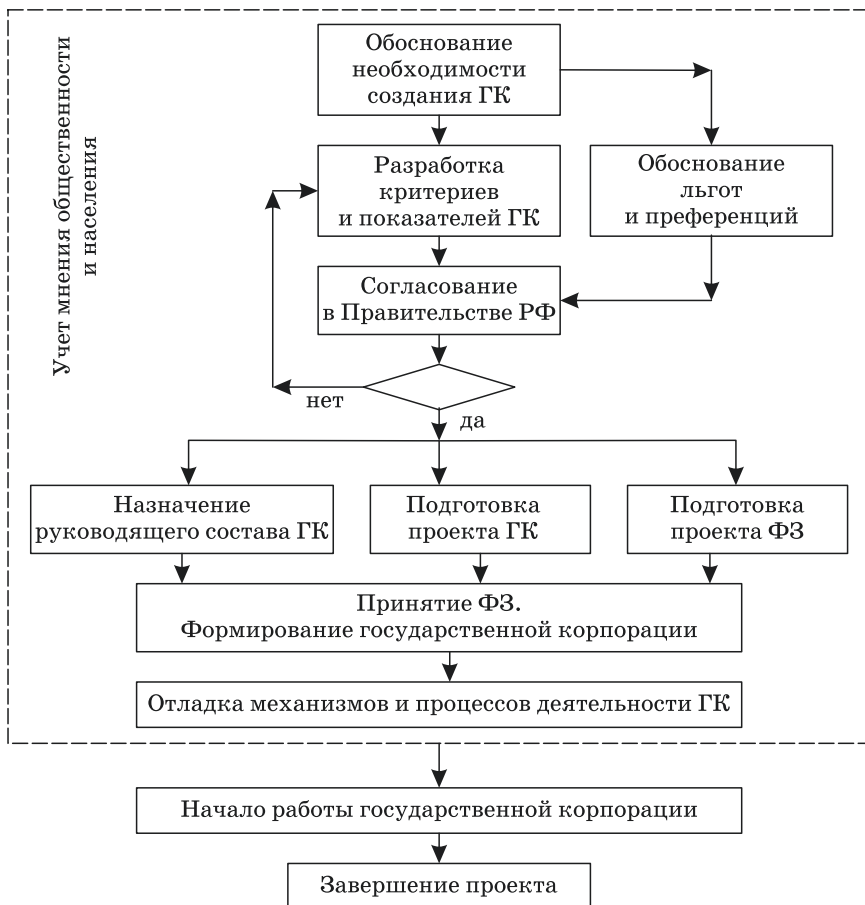 Учет мнения общественности
и населения
Обоснование
необходимости
создания ГК
Разработка
критериев
и показателей ГК
Обоснование
льгот
и преференций
Согласование
в Правительстве РФ
нет
да
Назначение
руководящего состава ГК
Подготовка
проекта ГК
Подготовка
проекта ФЗ
Принятие ФЗ.
Формирование государственной корпорации
Отладка механизмов и процессов деятельности ГК
Начало работы государственной корпорации
Завершение проекта